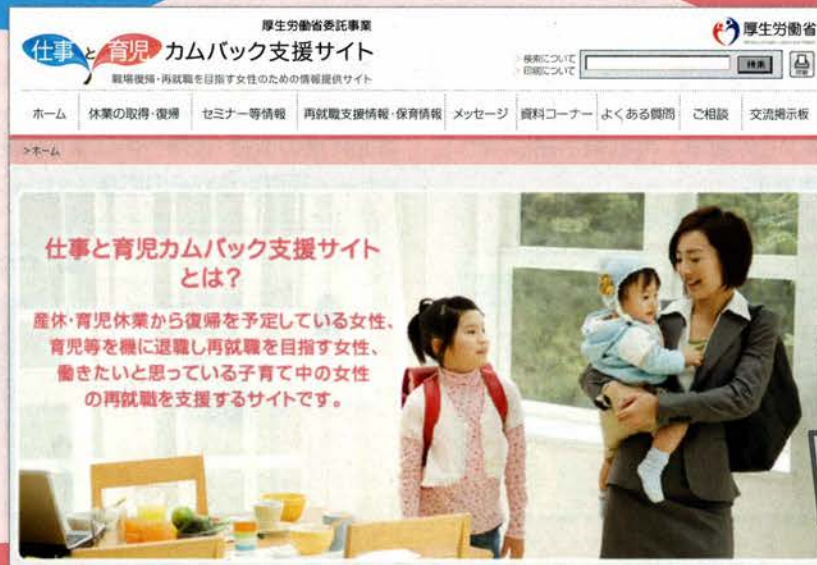 厚生労働省委託事業
仕事と育児 カムバック支援サイト
職場復帰・再就職を目指す女性のための情報提供サイト
厚生労働省
検索について
印刷について
検索
印刷
ホーム 休業の取得・復帰 セミナー等情報 再就職支援情報・保育情報 メッセージ 資料コーナー よくある質問 ご相談 交流掲示板
>ホーム
仕事と育児カムバック支援サイト
とは?
産休・育児休業から復帰を予定している女性、
育児等を機に退職し再就職を目指す女性、
働きたいと思っている子育て中の女性
の再就職を支援するサイトです。